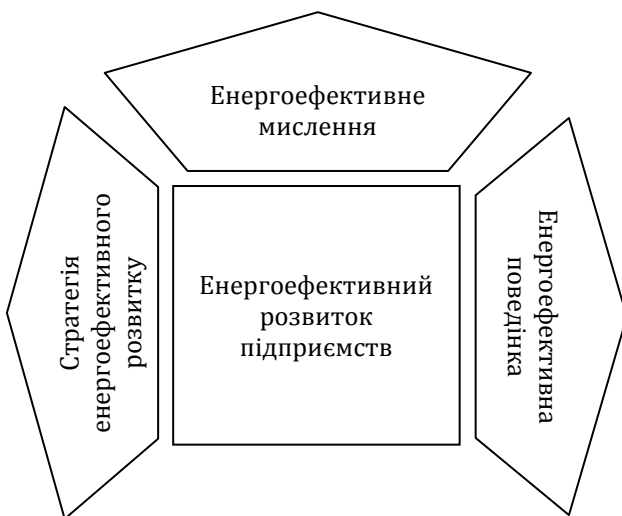 Енергоефективне
мислення
Стратегія
енергоефективного
розвитку
Енергоефективний
розвиток
підприємств
Енергоефективна
поведінка